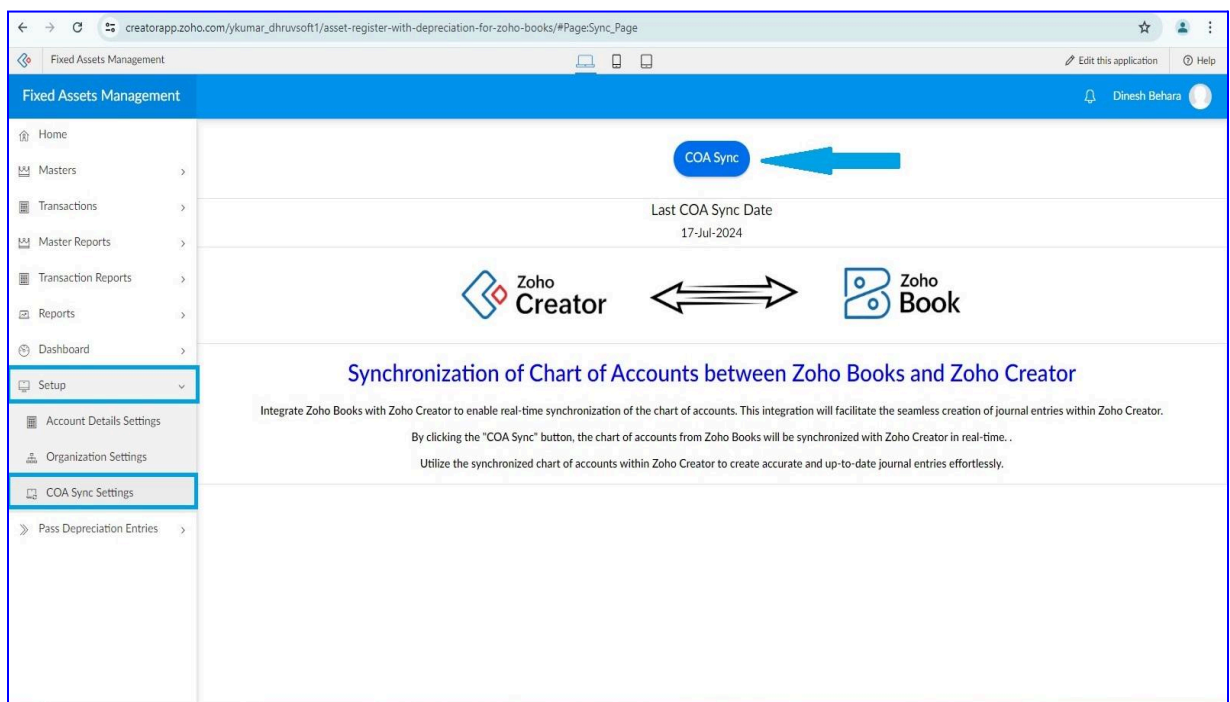 creatorapp.zoho.com/ykumar_dhruvsoft1/asset-register-with-depreciation-for-zoho-books/#Page:Sync_Page
Fixed Assets Management
Edit this application
Help
Fixed Assets Management
Dinesh Behara
Home
Masters
Transactions
Master Reports
Transaction Reports
Reports
Dashboard
Setup
Account Details Settings
Organization Settings
COA Sync Settings
Pass Depreciation Entries
COA Sync
Last COA Sync Date
17-Jul-2024
Zoho
Creator
Zoho
Book
Synchronization of Chart of Accounts between Zoho Books and Zoho Creator
Integrate Zoho Books with Zoho Creator to enable real-time synchronization of the chart of accounts. This integration will facilitate the seamless creation of journal entries within Zoho Creator.
By clicking the "COA Sync" button, the chart of accounts from Zoho Books will be synchronized with Zoho Creator in real-time. .
Utilize the synchronized chart of accounts within Zoho Creator to create accurate and up-to-date journal entries effortlessly.